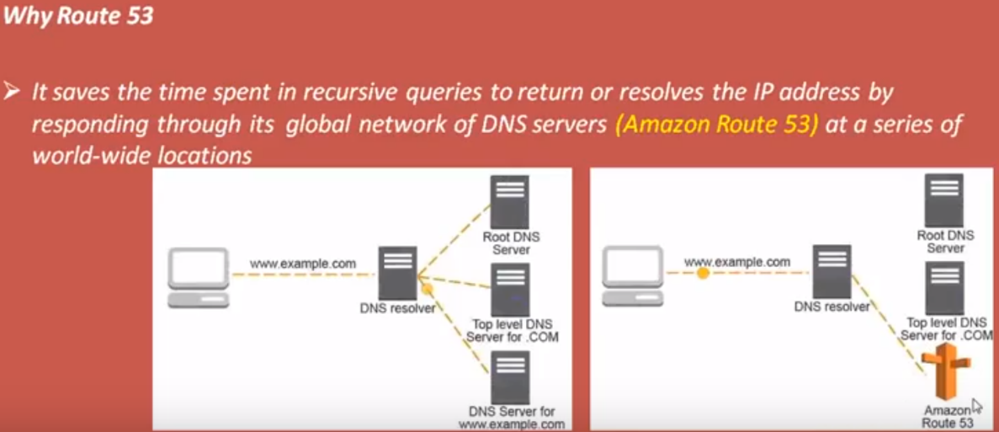 Why Route 53
➤ It saves the time spent in recursive queries to return or resolves the IP address by
responding through its global network of DNS servers (Amazon Route 53) at a series of
world-wide locations
www.example.com
DNS resolver
Root DNS
Server
Top level DNS
Server for .COM
DNS Server for
www.example.com
www.example.com
DNS resolver
Root DNS
Server
Top level DNS
Server for .COM
Amazon
Route 53